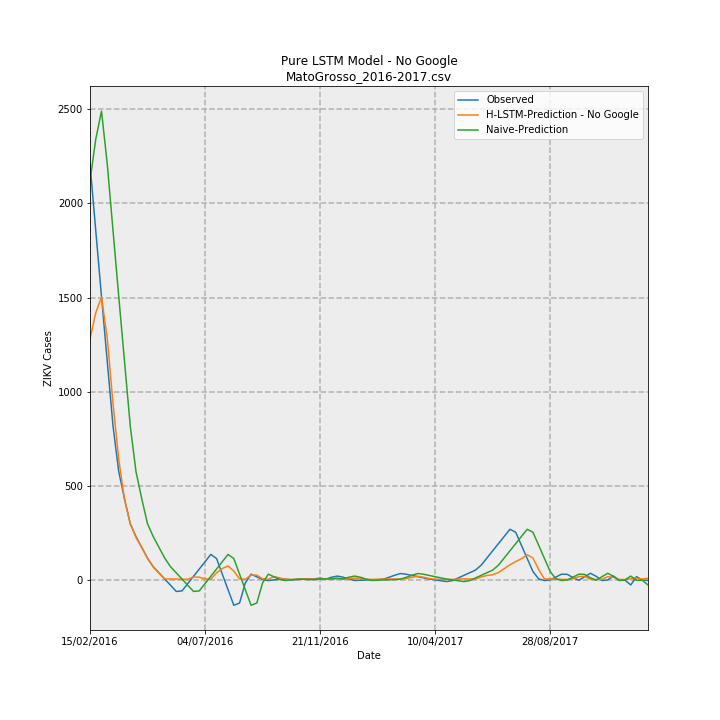 Pure LSTM Model - No Google
MatoGrosso_2016-2017.csv
Observed
H-LSTM-Prediction - No Google
Naive-Prediction
2500
2000
1500
1000
500
0
ZIKV Cases
15/02/2016
04/07/2016
21/11/2016
10/04/2017
28/08/2017
Date